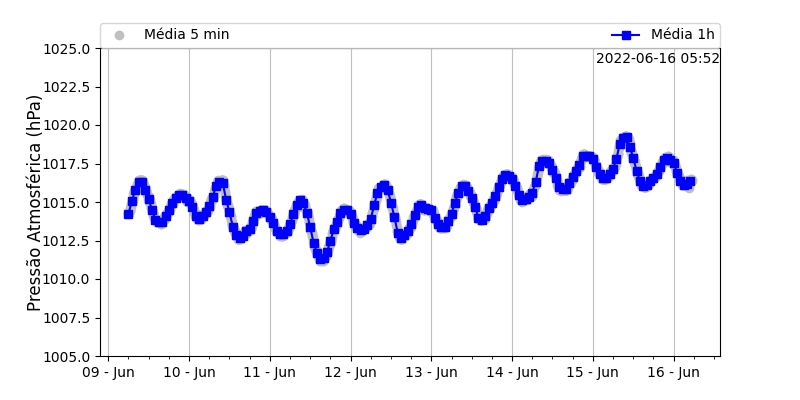 Média 5 min
Média 1h
2022-06-16 05:52
Pressão Atmosférica (hPa)
1025.0
1022.5
1020.0
1017.5
1015.0
1012.5
1010.0
1007.5
1005.0
09 - Jun
10 - Jun
11 - Jun
12 - Jun
13 - Jun
14 - Jun
15 - Jun
16 - Jun